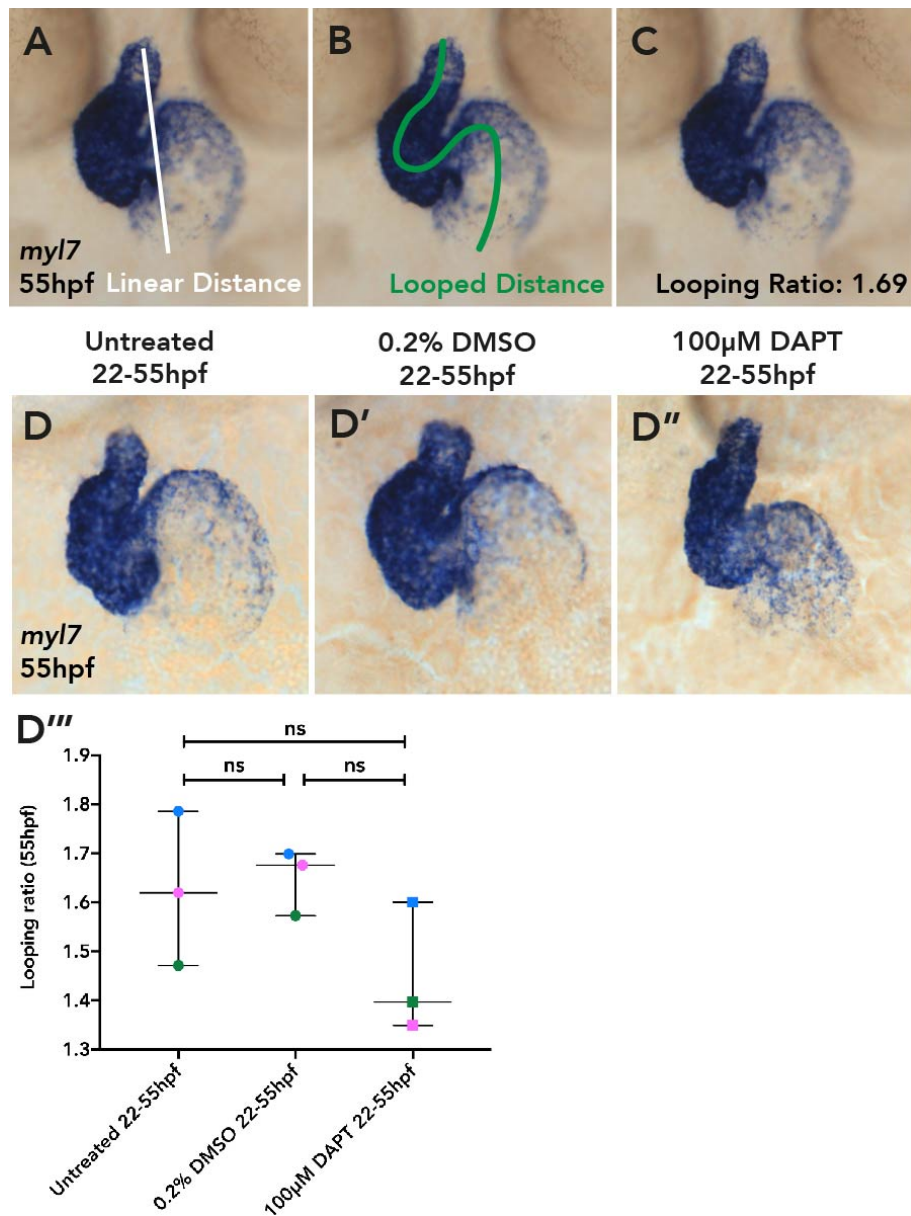 A
B
C
myl7
55hpf
Linear Distance
Looped Distance
Looping Ratio: 1.69
Untreated
22-55hpf
0.2% DMSO
22-55hpf
100µM DAPT
22-55hpf
D
D'
D"
myl7
55hpf
D'"
ns
ns
ns
Looping ratio (55hpf)
1.9
1.8
1.7
1.6
1.5
1.4
1.3
Untreated 22-55hpf
0.2% DMSO 22-55hpf
100µM DAPT 22-55hpf